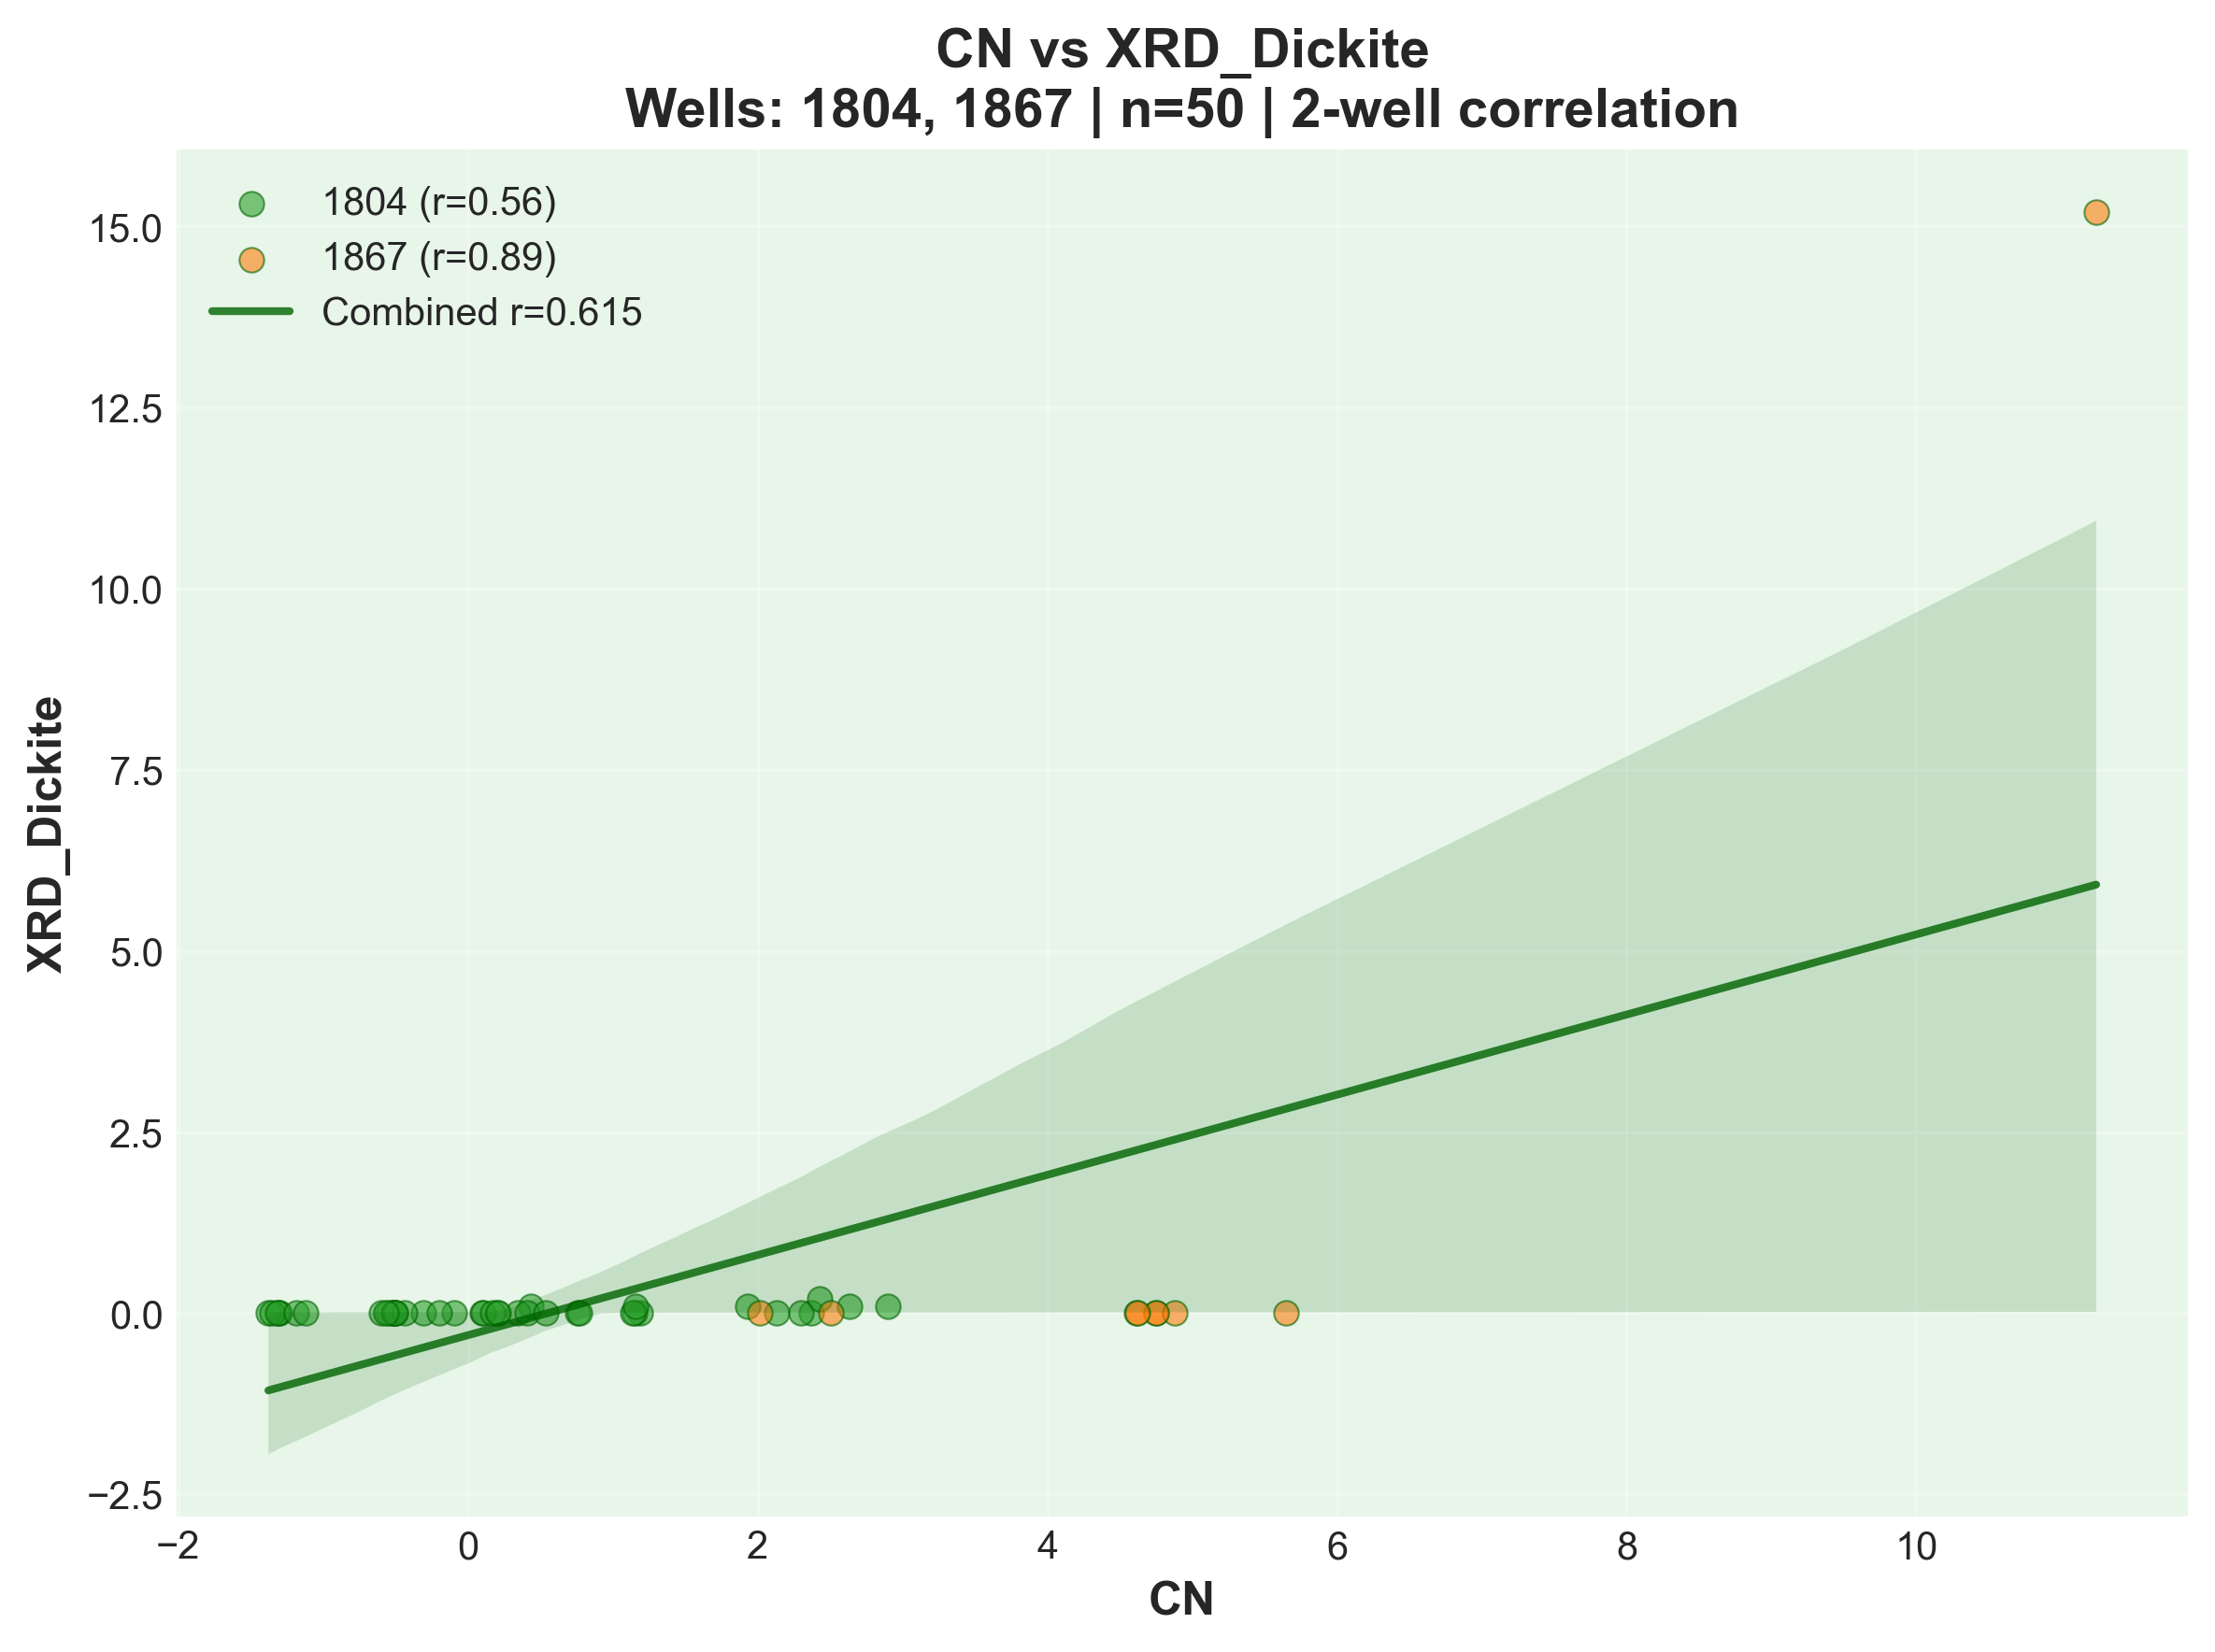 CN vs XRD_Dickite
Wells: 1804, 1867 | n=50 | 2-well correlation
1804 (r=0.56)
1867 (r=0.89)
Combined r=0.615
XRD_Dickite
15.0
12.5
10.0
7.5
5.0
2.5
0.0
−2.5
−2
0
2
4
6
8
10
CN